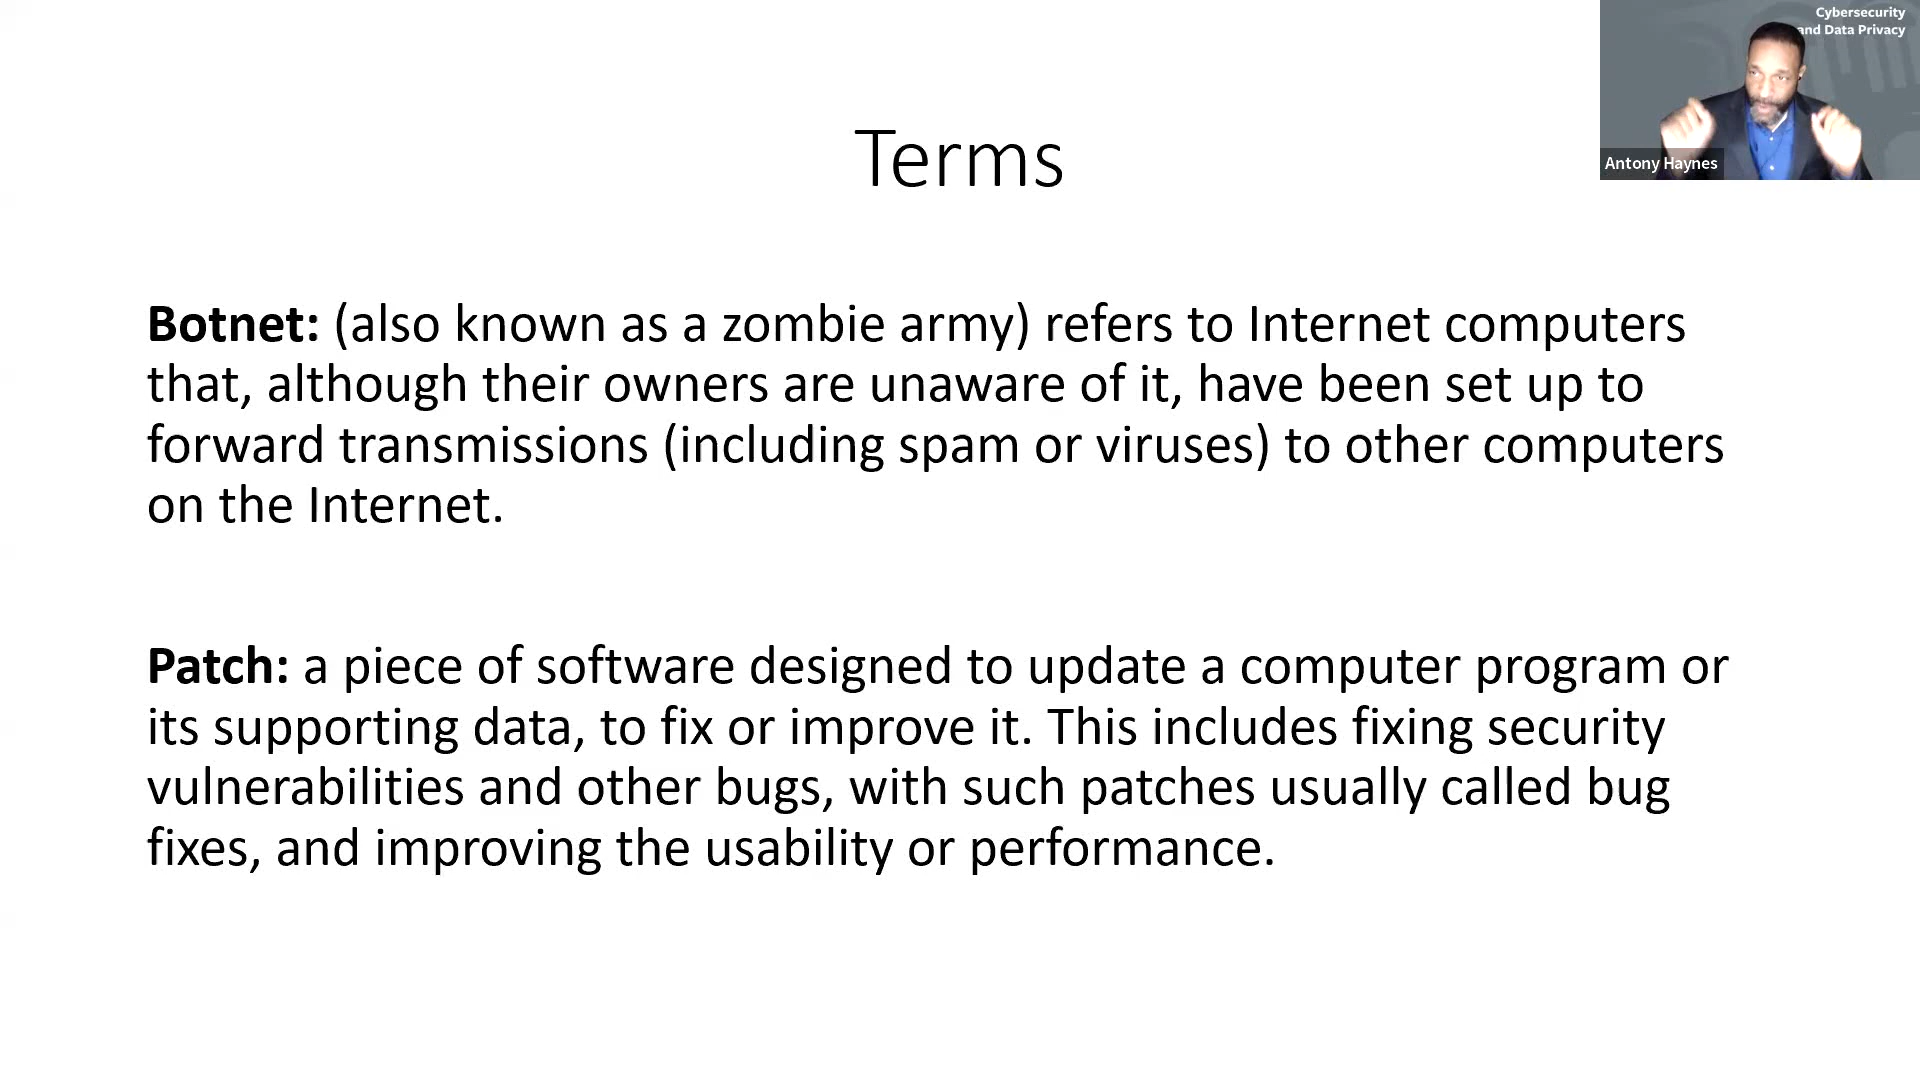 Cybersecurity
and Data Privacy
Antony Haynes
Terms
Botnet: (also known as a zombie army) refers to Internet computers
that, although their owners are unaware of it, have been set up to
forward transmissions (including spam or viruses) to other computers
on the Internet.
Patch: a piece of software designed to update a computer program or
its supporting data, to fix or improve it. This includes fixing security
vulnerabilities and other bugs, with such patches usually called bug
fixes, and improving the usability or performance.